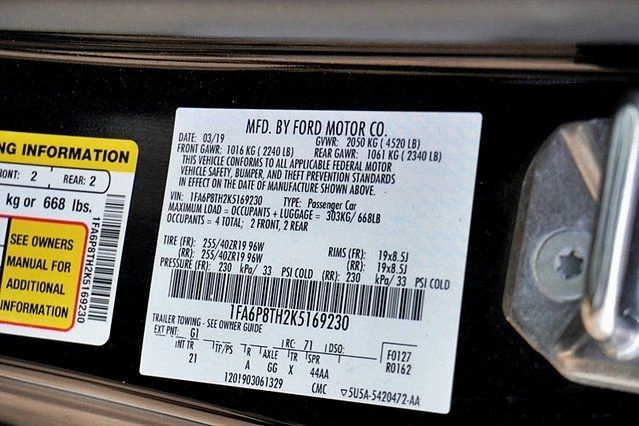 NG INFORMATION
RONT: 2 REAR: 2
kg or 668 lbs.
SEE OWNERS
MANUAL FOR
ADDITIONAL
INFORMATION
1FA6P8TH2K5169230
MFD. BY FORD MOTOR CO.
DATE: 03/19 GVWR: 2050 KG ( 4520 LB)
FRONT GAWR: 1016 KG ( 2240 LB) REAR GAWR: 1061 KG ( 2340 LB)
THIS VEHICLE CONFORMS TO ALL APPLICABLE FEDERAL MOTOR
VEHICLE SAFETY, BUMPER, AND THEFT PREVENTION STANDARDS
IN EFFECT ON THE DATE OF MANUFACTURE SHOWN ABOVE.
VIN: 1FA6P8TH2K5169230 TYPE: Passenger Car
MAXIMUM LOAD = OCCUPANTS + LUGGAGE = 303KG/ 668LB
OCCUPANTS = 4 TOTAL; 2 FRONT, 2 REAR
TIRE (FR): 255/40ZR19 96W RIMS (FR): 19x8.5J
(RR): 255/40ZR19 96W (RR): 19x8.5J
PRESSURE (FR): 230 kPa/ 33 PSI COLD (RR): 230 kPa/ 33 PSI COLD
1FA6P8TH2K5169230
TRAILER TOWING - SEE OWNER GUIDE
EXT PNT: G1 RC: 71 DSO: F0127
INT TR TP/PS R AXLE TR SPR R0162
21 A GG X 44AA
1201903061329 CMC ▽5U5A-5420472-AA